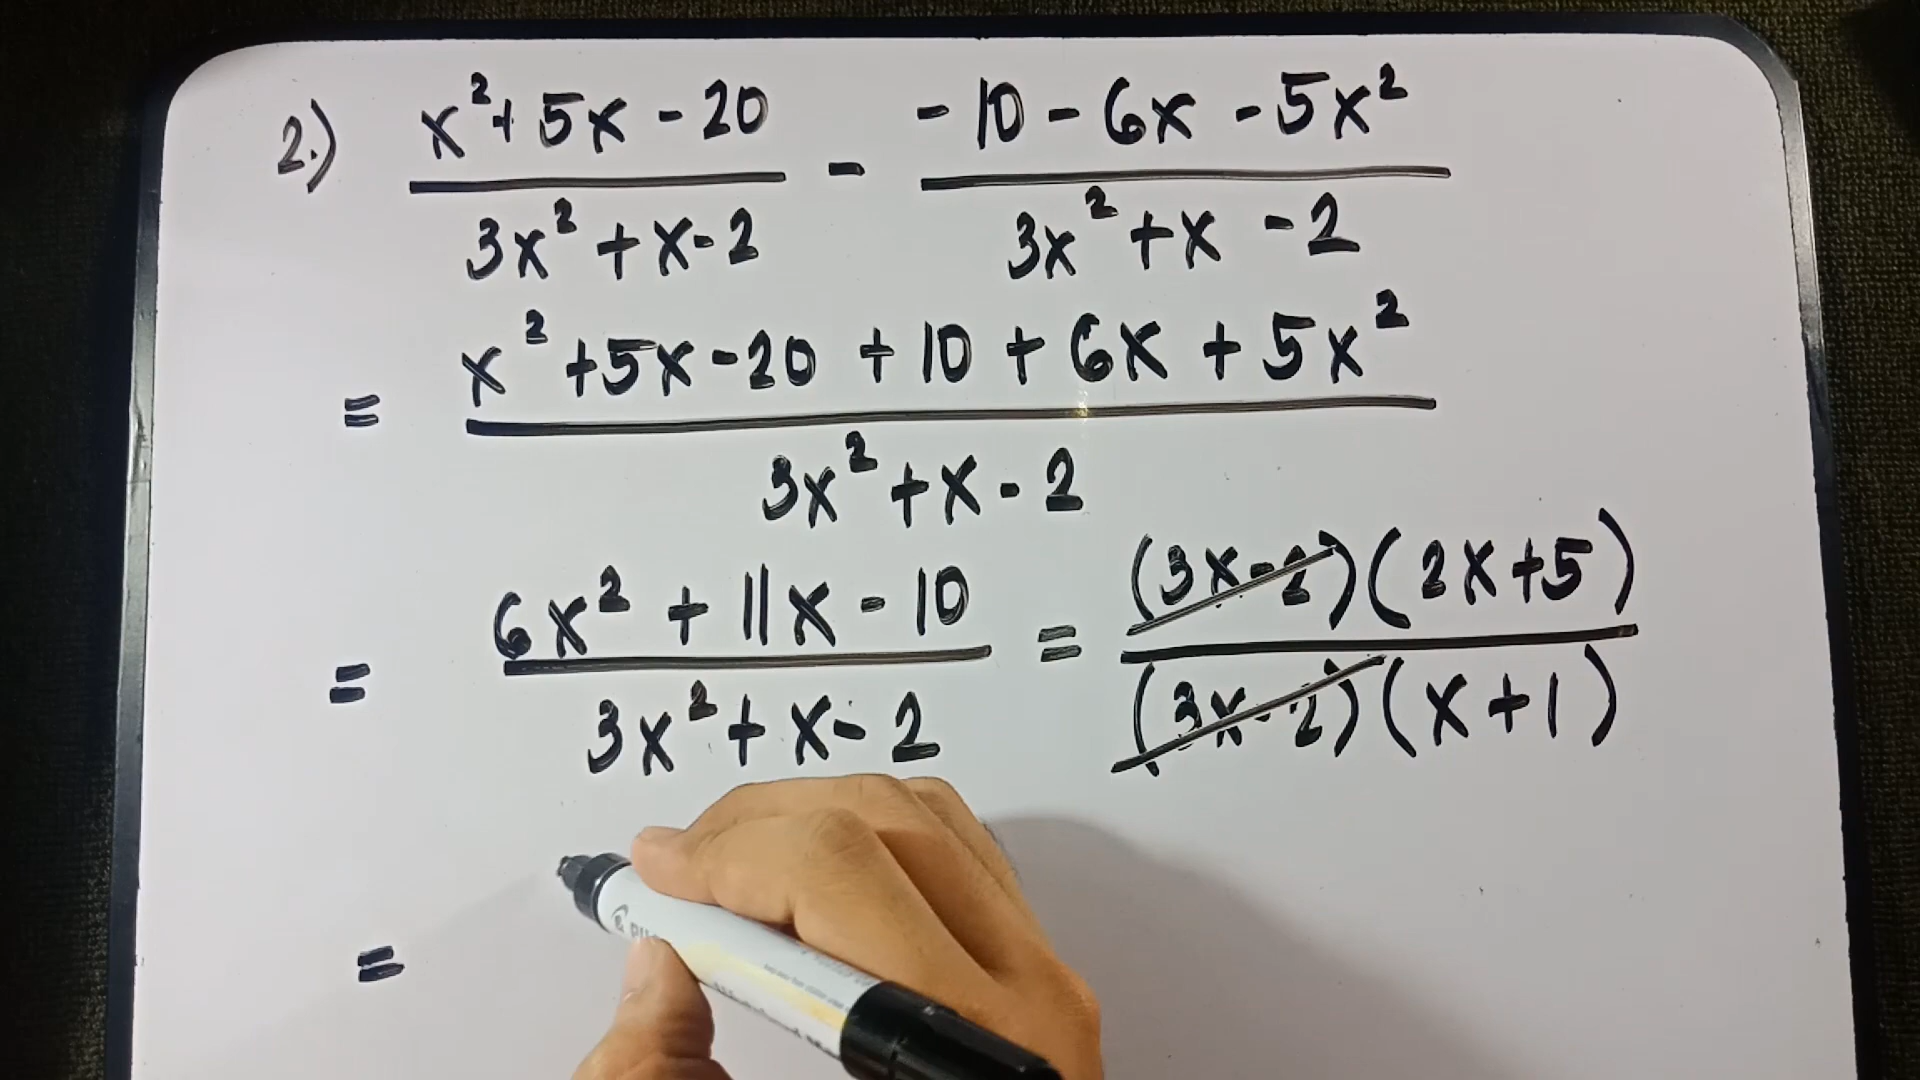 2.) x²+5x-20 / 3x²+x-2 - -10-6x-5x² / 3x²+x-2
= x²+5x-20+10+6x+5x² / 3x²+x-2
= 6x²+11x-10 / 3x²+x-2 = (3x-2)(2x+5) / (3x-2)(x+1)
=